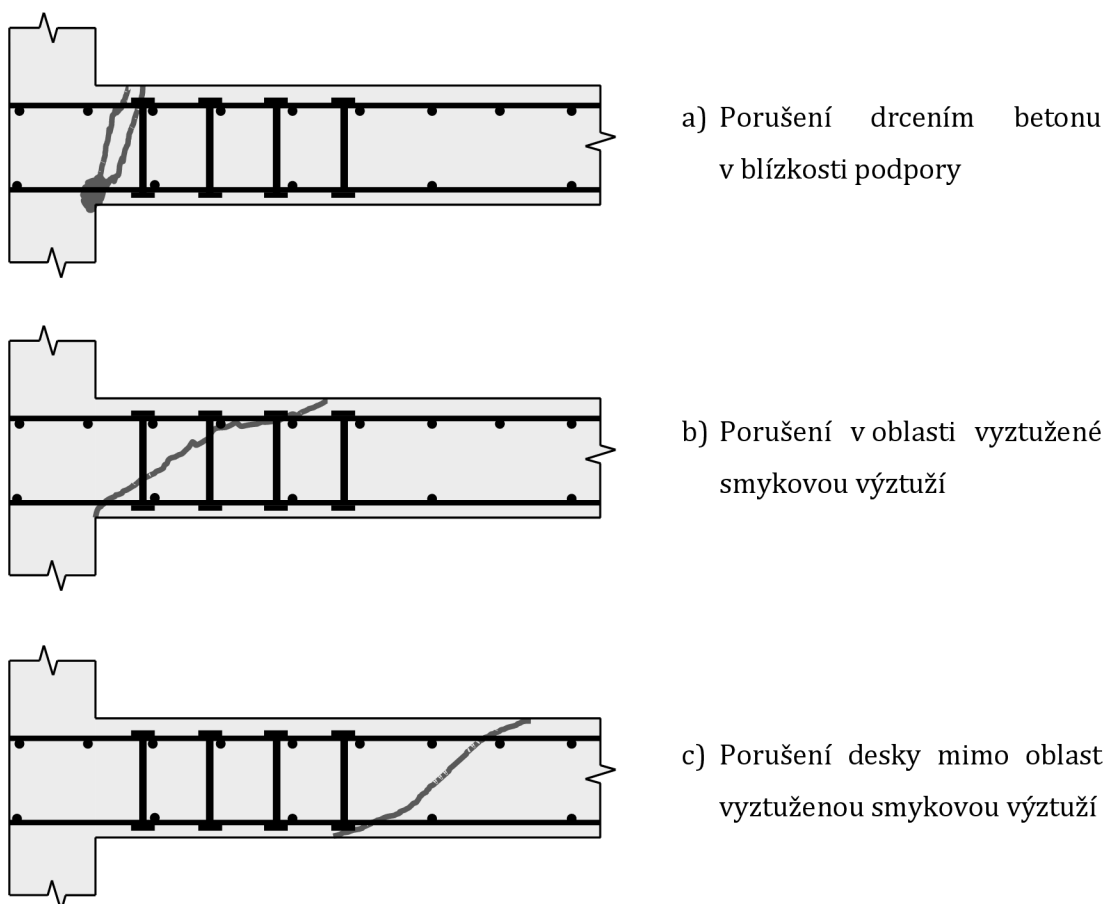 a) Porušení drcením betonu
v blízkosti podpory
b) Porušení v oblasti vyztužené
smykovou výztuží
c) Porušení desky mimo oblast
vyztuženou smykovou výztuží